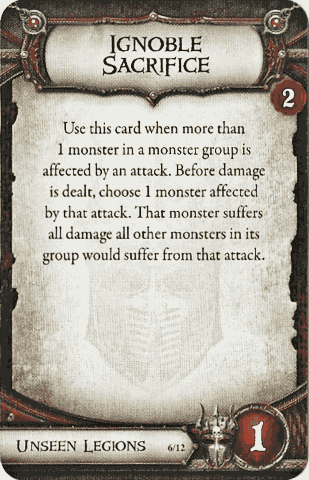 IGNOBLE
SACRIFICE
2
Use this card when more than
1 monster in a monster group is
affected by an attack. Before damage
is dealt, choose 1 monster affected
by that attack. That monster suffers
all damage all other monsters in its
group would suffer from that attack.
UNSEEN LEGIONS 6/12 1